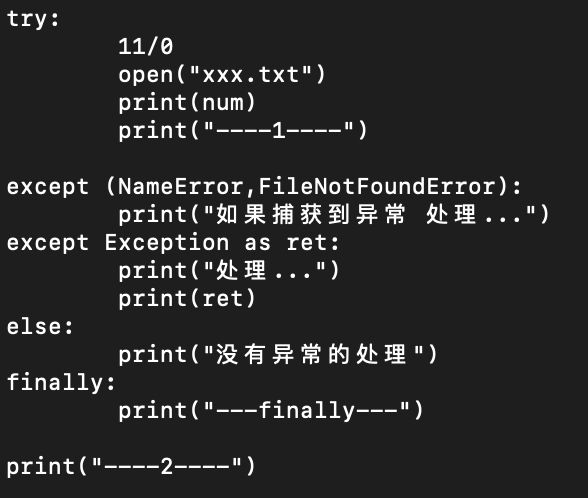 try:
        11/0
        open("xxx.txt")
        print(num)
        print("----1----")

except (NameError,FileNotFoundError):
        print("如果捕获到异常 处理...")
except Exception as ret:
        print("处理...")
        print(ret)
else:
        print("没有异常的处理")
finally:
        print("---finally---")

print("----2----")